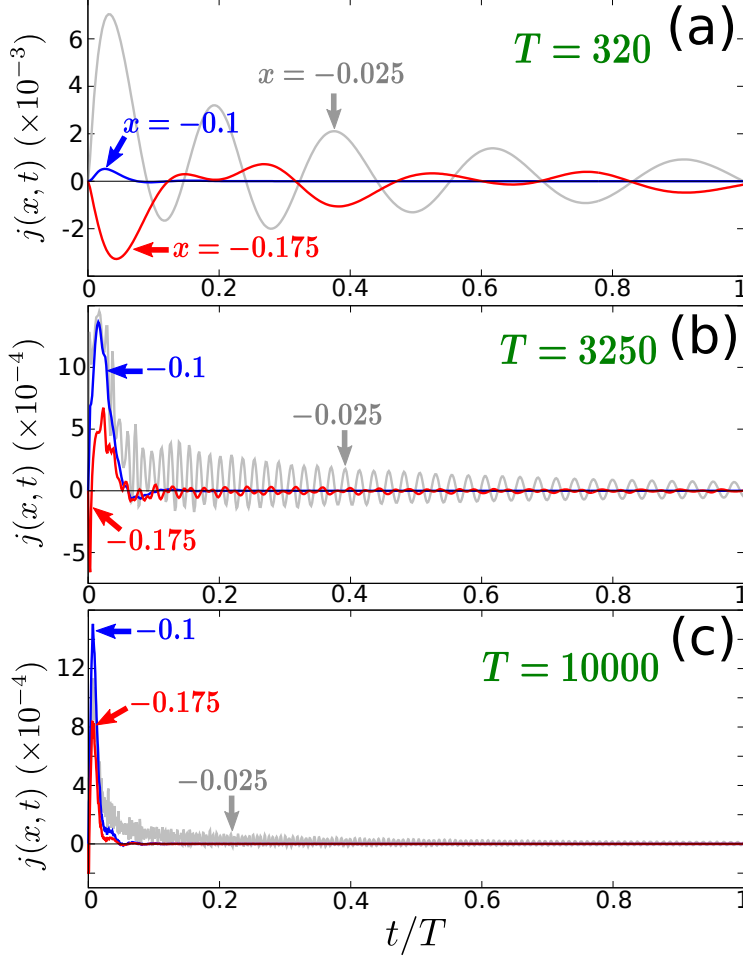 (a)
T = 320
j(x, t) (×10⁻³)
6
4
2
0
-2
x = −0.025
x = −0.1
x = −0.175
0 0.2 0.4 0.6 0.8 1
(b)
T = 3250
j(x, t) (×10⁻⁴)
10
5
0
-5
−0.1
−0.025
−0.175
0 0.2 0.4 0.6 0.8 1
(c)
T = 10000
j(x, t) (×10⁻⁴)
12
8
4
0
−0.1
−0.175
−0.025
0 0.2 0.4 0.6 0.8 1
t/T